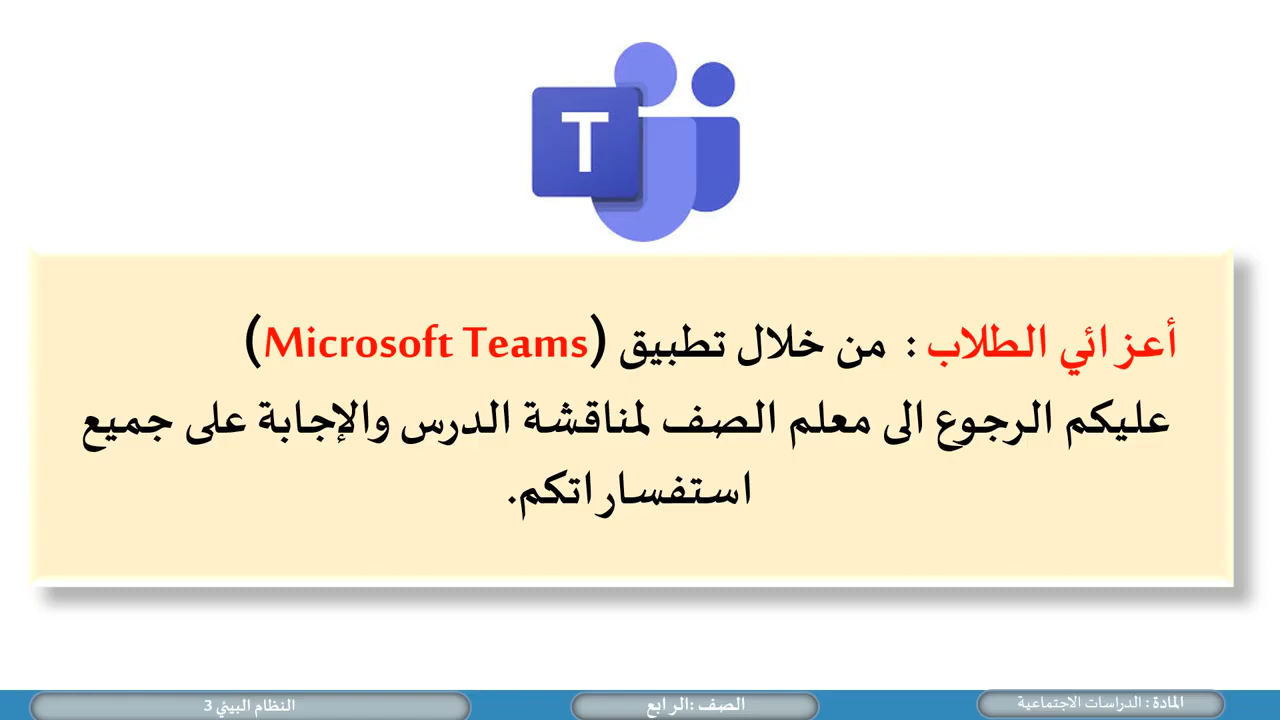 T
أعزائي الطلاب : من خلال تطبيق (Microsoft Teams)
عليكم الرجوع الى معلم الصف لمناقشة الدرس والإجابة على جميع
استفساراتكم.
المادة : الدراسات الاجتماعية
الصف :الرابع
النظام البيئي 3